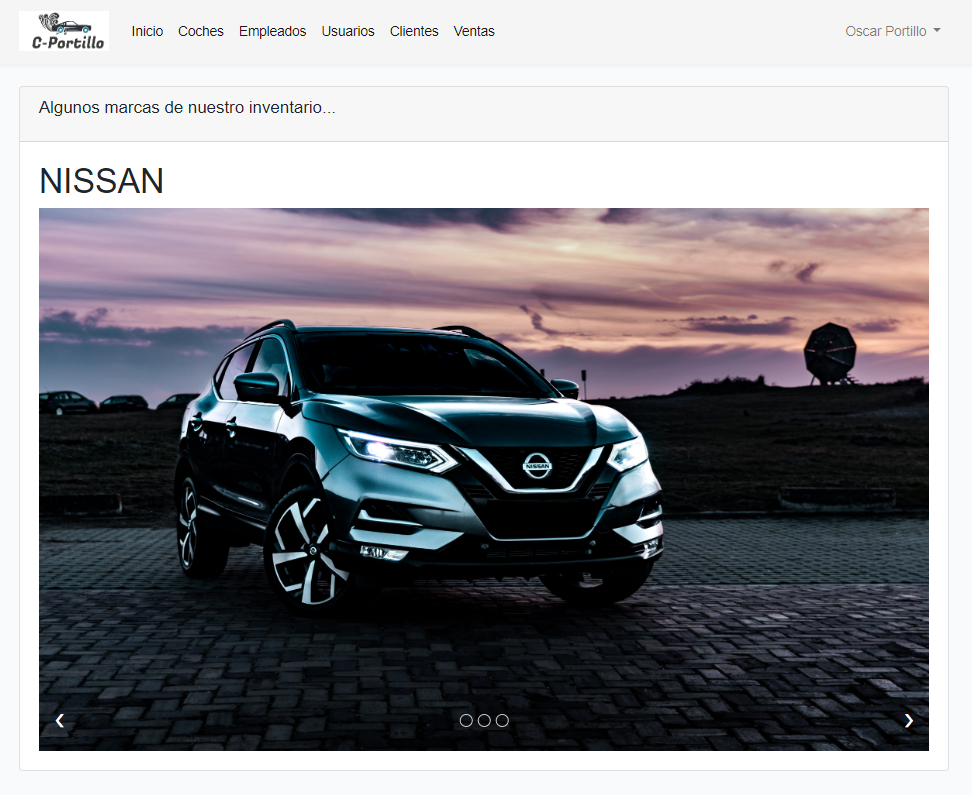 C-Portillo
Inicio Coches Empleados Usuarios Clientes Ventas
Oscar Portillo
Algunos marcas de nuestro inventario...
NISSAN
NISSAN